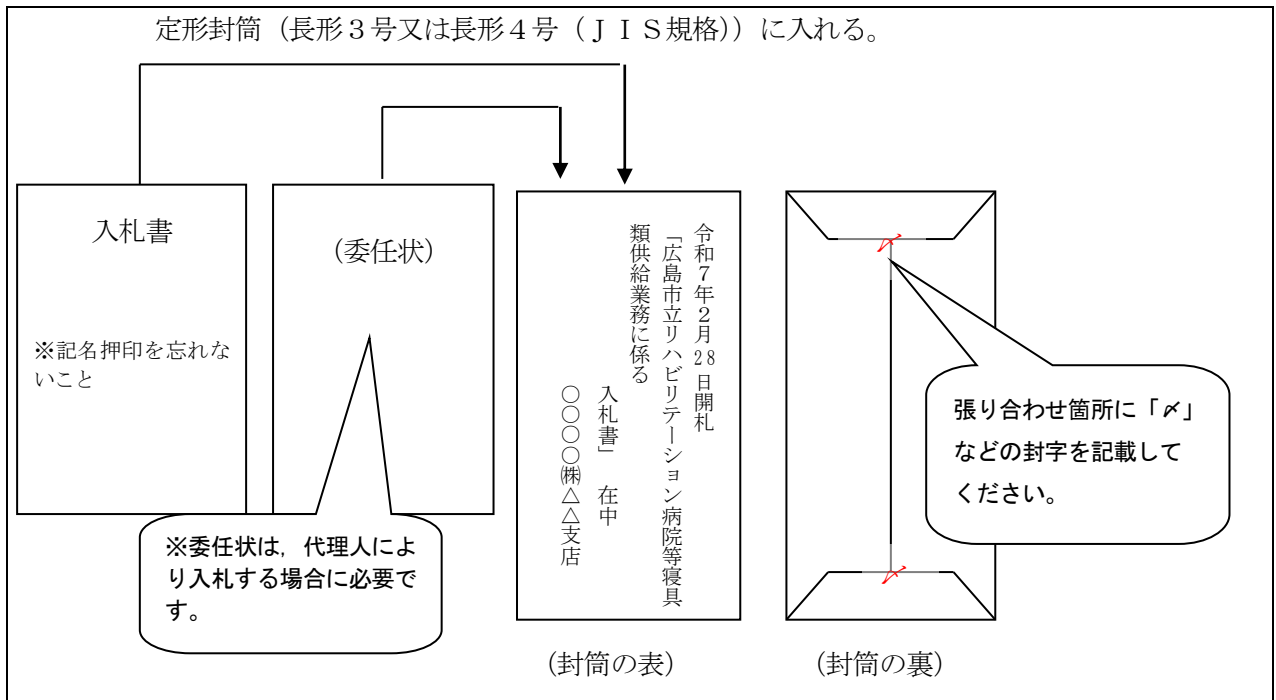 定形封筒（長形３号又は長形４号（ＪＩＳ規格））に入れる。
入札書
※記名押印を忘れな
いこと
（委任状）
※委任状は，代理人によ
り入札する場合に必要で
す。
令和７年２月28日開札
「広島市立リハビリテーション病院等寝具
類供給業務に係る
入札書」　在中
○○○○㈱△△支店
〆
張り合わせ箇所に「〆」
などの封字を記載して
ください。
〆
（封筒の表）
（封筒の裏）